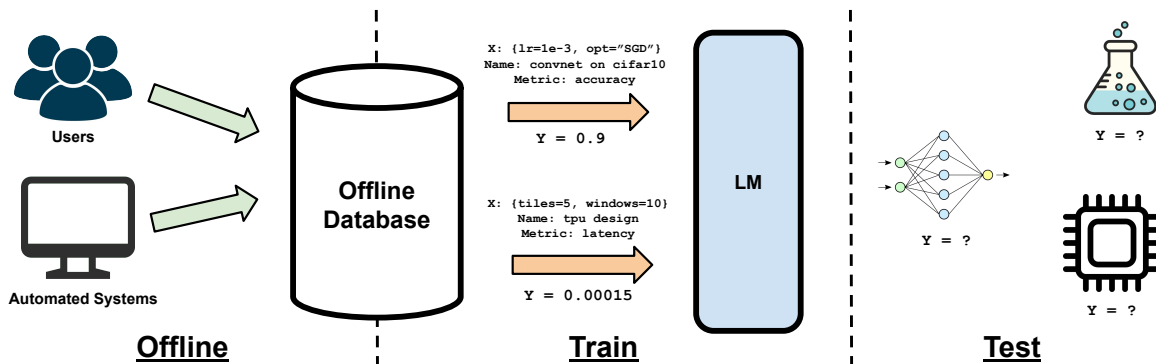 Users
Automated Systems
Offline
Offline
Database
X: {lr=1e-3, opt=”SGD”}
Name: convnet on cifar10
Metric: accuracy
Y = 0.9
X: {tiles=5, windows=10}
Name: tpu design
Metric: latency
Y = 0.00015
LM
Train
Y = ?
Y = ?
Y = ?
Test